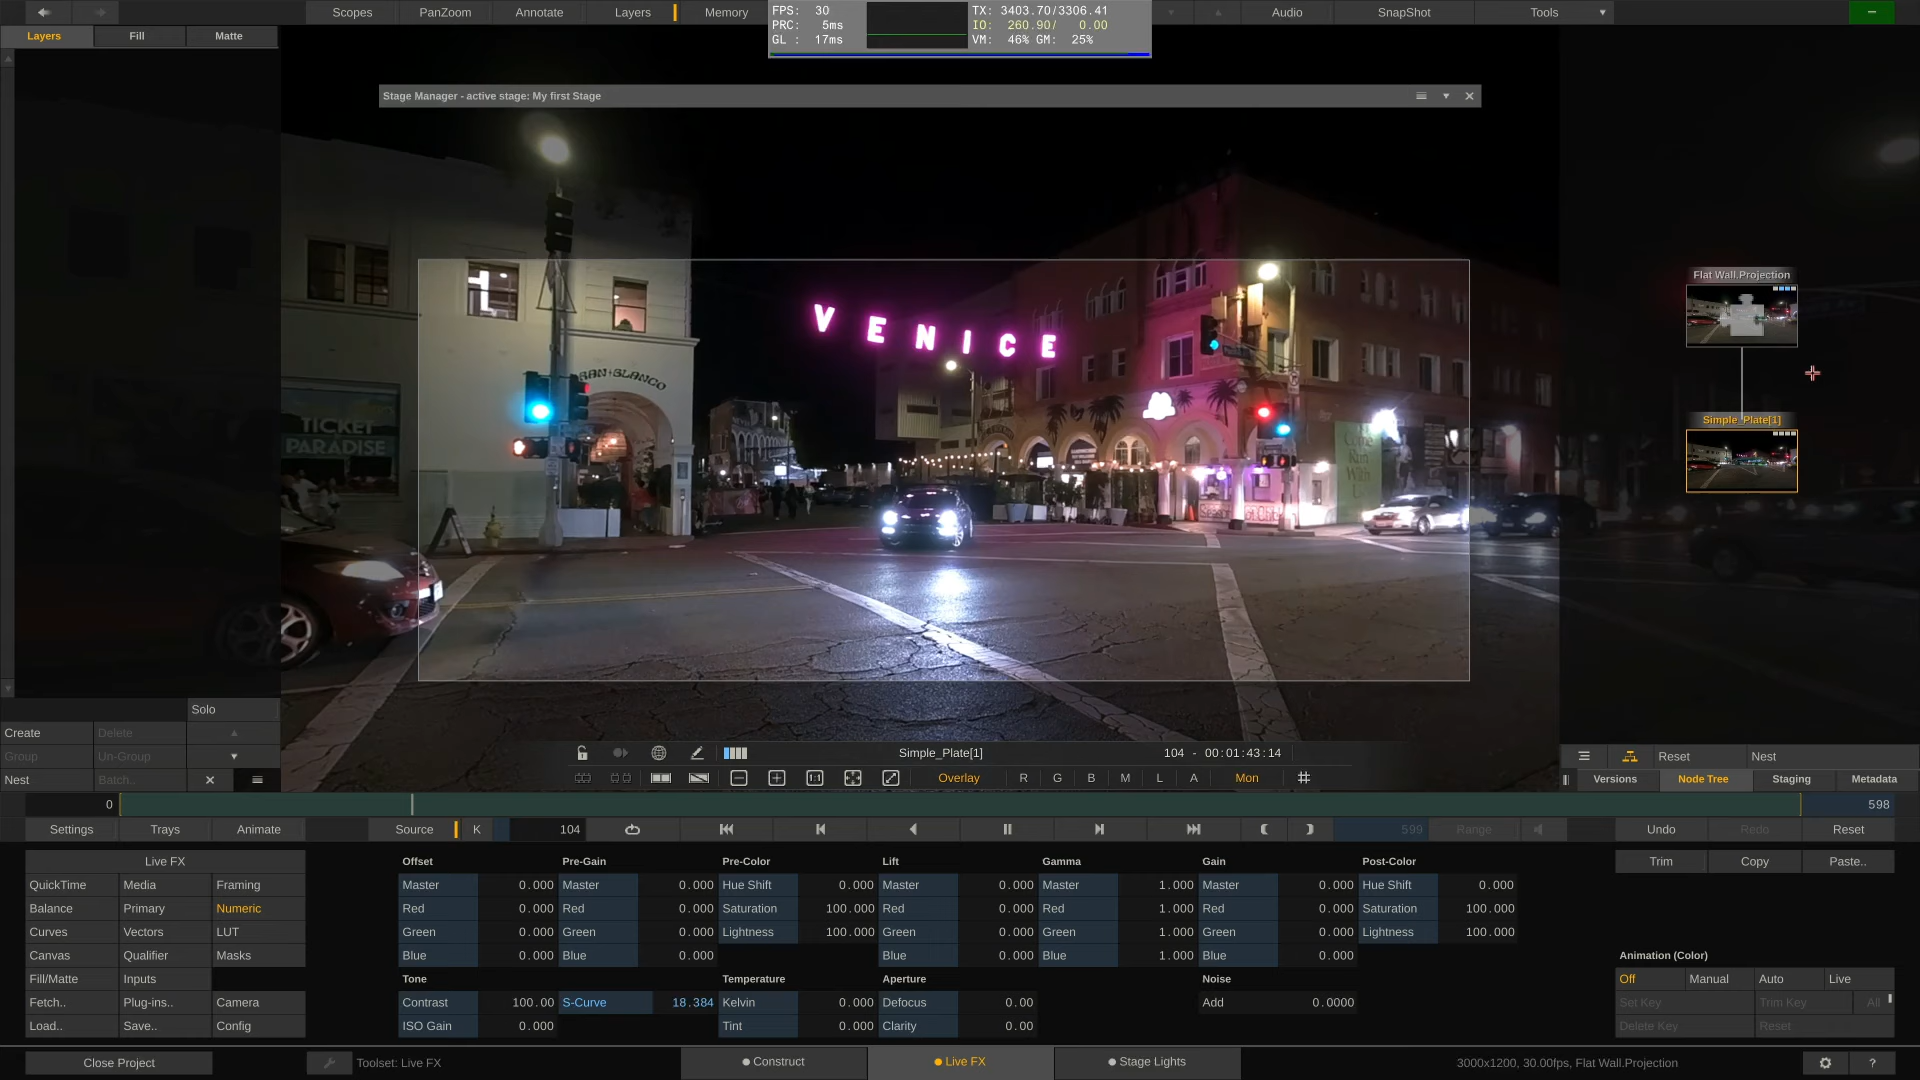 Scopes PanZoom Annotate Layers Memory
FPS: 30
PRC: 5ms
GL : 17ms
TX: 3403.70/3306.41
IO: 260.90/ 0.00
VM: 46% GM: 25%
Audio SnapShot Tools
Layers Fill Matte
Stage Manager - active stage: My first Stage
Flat Wall.Projection
VENICE
SAN BLANCO
TICKET
PARADISE
Come
Run
With
Us
Simple_Plate[1]
Solo
Create Delete
Group Un-Group
Nest Batch..
Simple_Plate[1] 104 - 00:01:43:14
1:1 Overlay R G B M L A Mon
Reset Nest
Versions Node Tree Staging Metadata
0 598
Settings Trays Animate Source K 104 599 Range Undo Redo Reset
Live FX
QuickTime Media Framing
Balance Primary Numeric
Curves Vectors LUT
Canvas Qualifier Masks
Fill/Matte Inputs
Fetch.. Plug-ins.. Camera
Load.. Save.. Config
Offset Pre-Gain Pre-Color Lift Gamma Gain Post-Color
Master 0.000 Master 0.000 Hue Shift 0.000 Master 0.000 Master 1.000 Master 0.000 Hue Shift 0.000
Red 0.000 Red 0.000 Saturation 100.000 Red 0.000 Red 1.000 Red 0.000 Saturation 100.000
Green 0.000 Green 0.000 Lightness 100.000 Green 0.000 Green 1.000 Green 0.000 Lightness 100.000
Blue 0.000 Blue 0.000 Blue 0.000 Blue 1.000 Blue 0.000
Tone Temperature Aperture Noise
Contrast 100.00 S-Curve 18.384 Kelvin 0.000 Defocus 0.00 Add 0.0000
ISO Gain 0.000 Tint 0.000 Clarity 0.00
Trim Copy Paste..
Animation (Color)
Off Manual Auto Live
Set Key Trim Key All
Delete Key Reset
Close Project Toolset: Live FX Construct Live FX Stage Lights 3000x1200, 30.00fps, Flat Wall.Projection ?